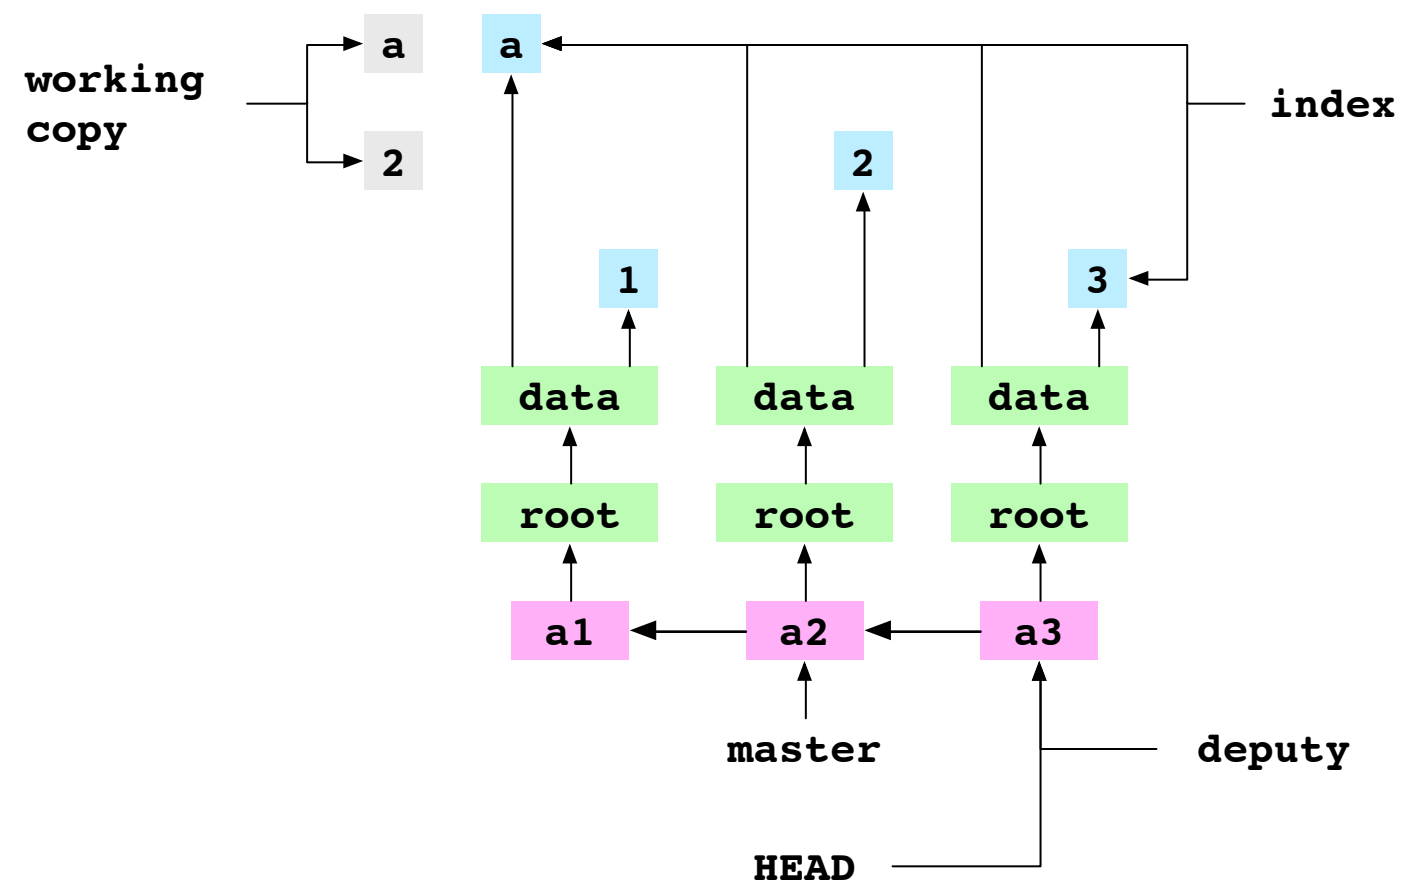 a
a
working
copy
index
2
2
1
3
data
data
data
root
root
root
a1
a2
a3
master
deputy
HEAD